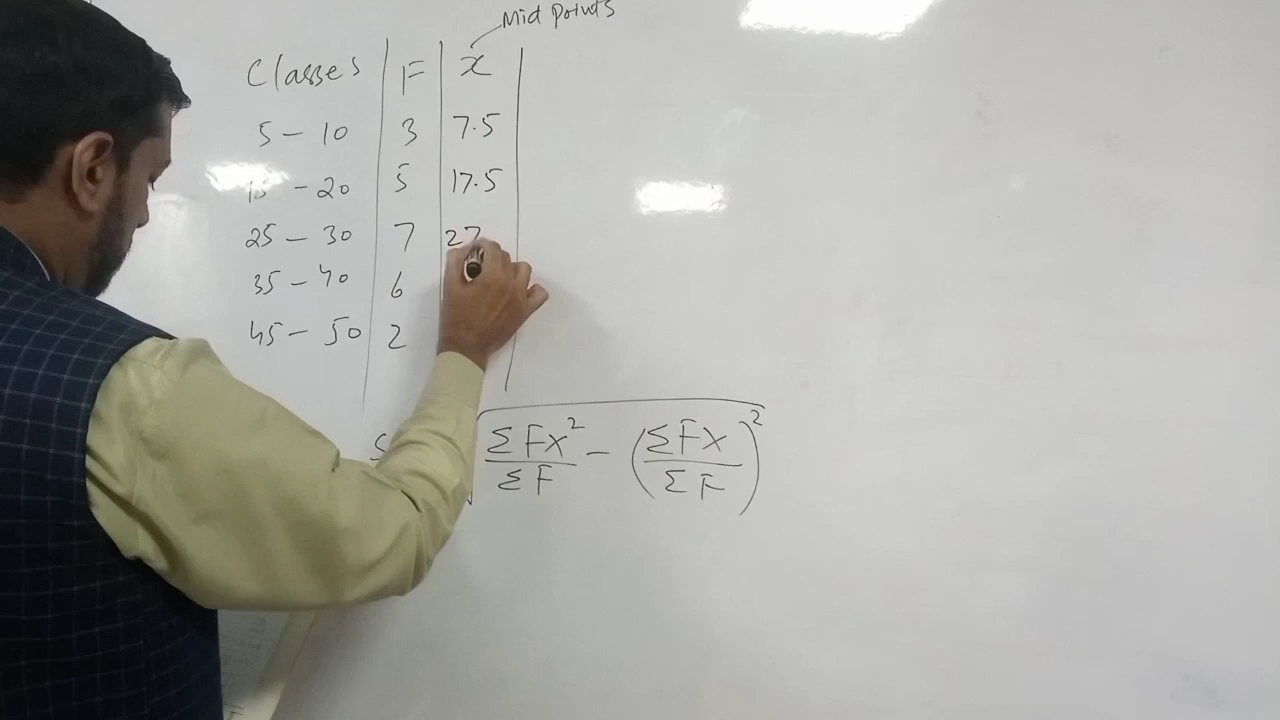 Mid points
Classes F x
5 - 10 3 7.5
15 - 20 5 17.5
25 - 30 7 27
35 - 40 6
45 - 50 2
S √ ΣFx² / ΣF - (ΣFx / ΣF)²